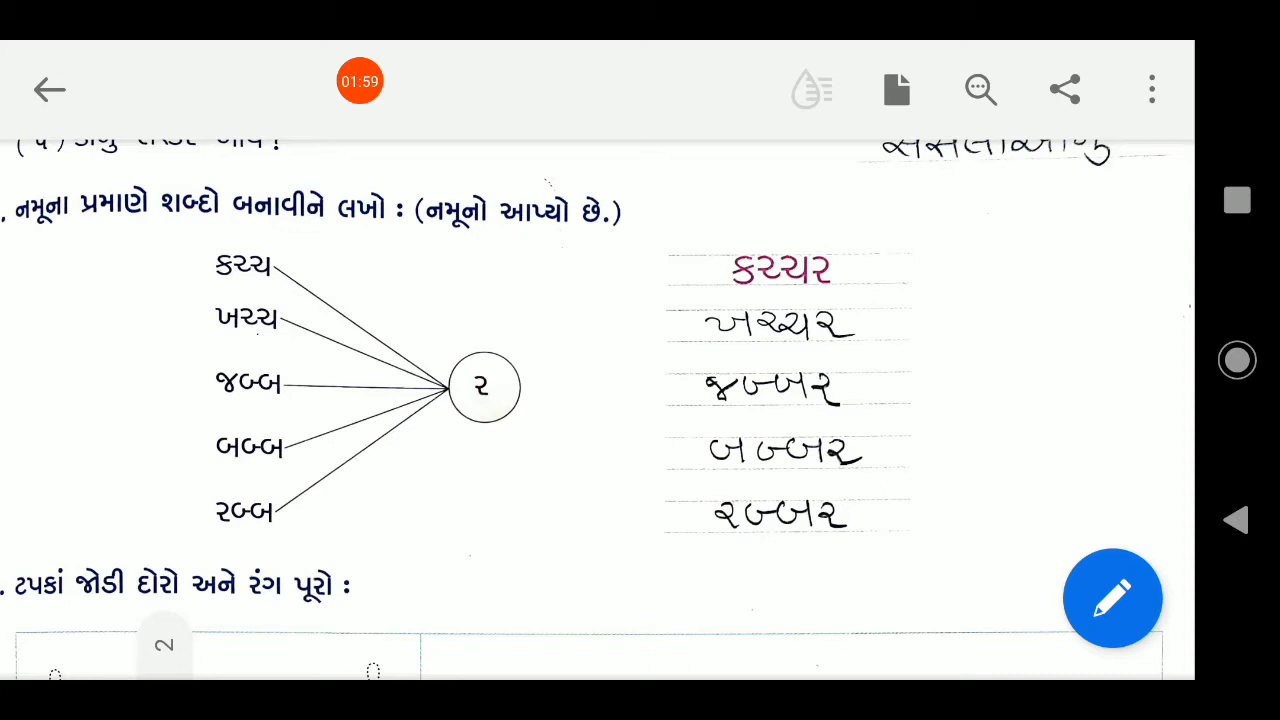 01:59
. નમૂના પ્રમાણે શબ્દો બનાવીને લખો : (નમૂનો આપ્યો છે.)
કચ્ચ કચ્ચર
ખચ્ચ ખચ્ચર
જબ્બ ર જબ્બર
બબ્બ બબ્બર
રબ્બ રબ્બર
. ટપકાં જોડી દોરો અને રંગ પૂરો :
2